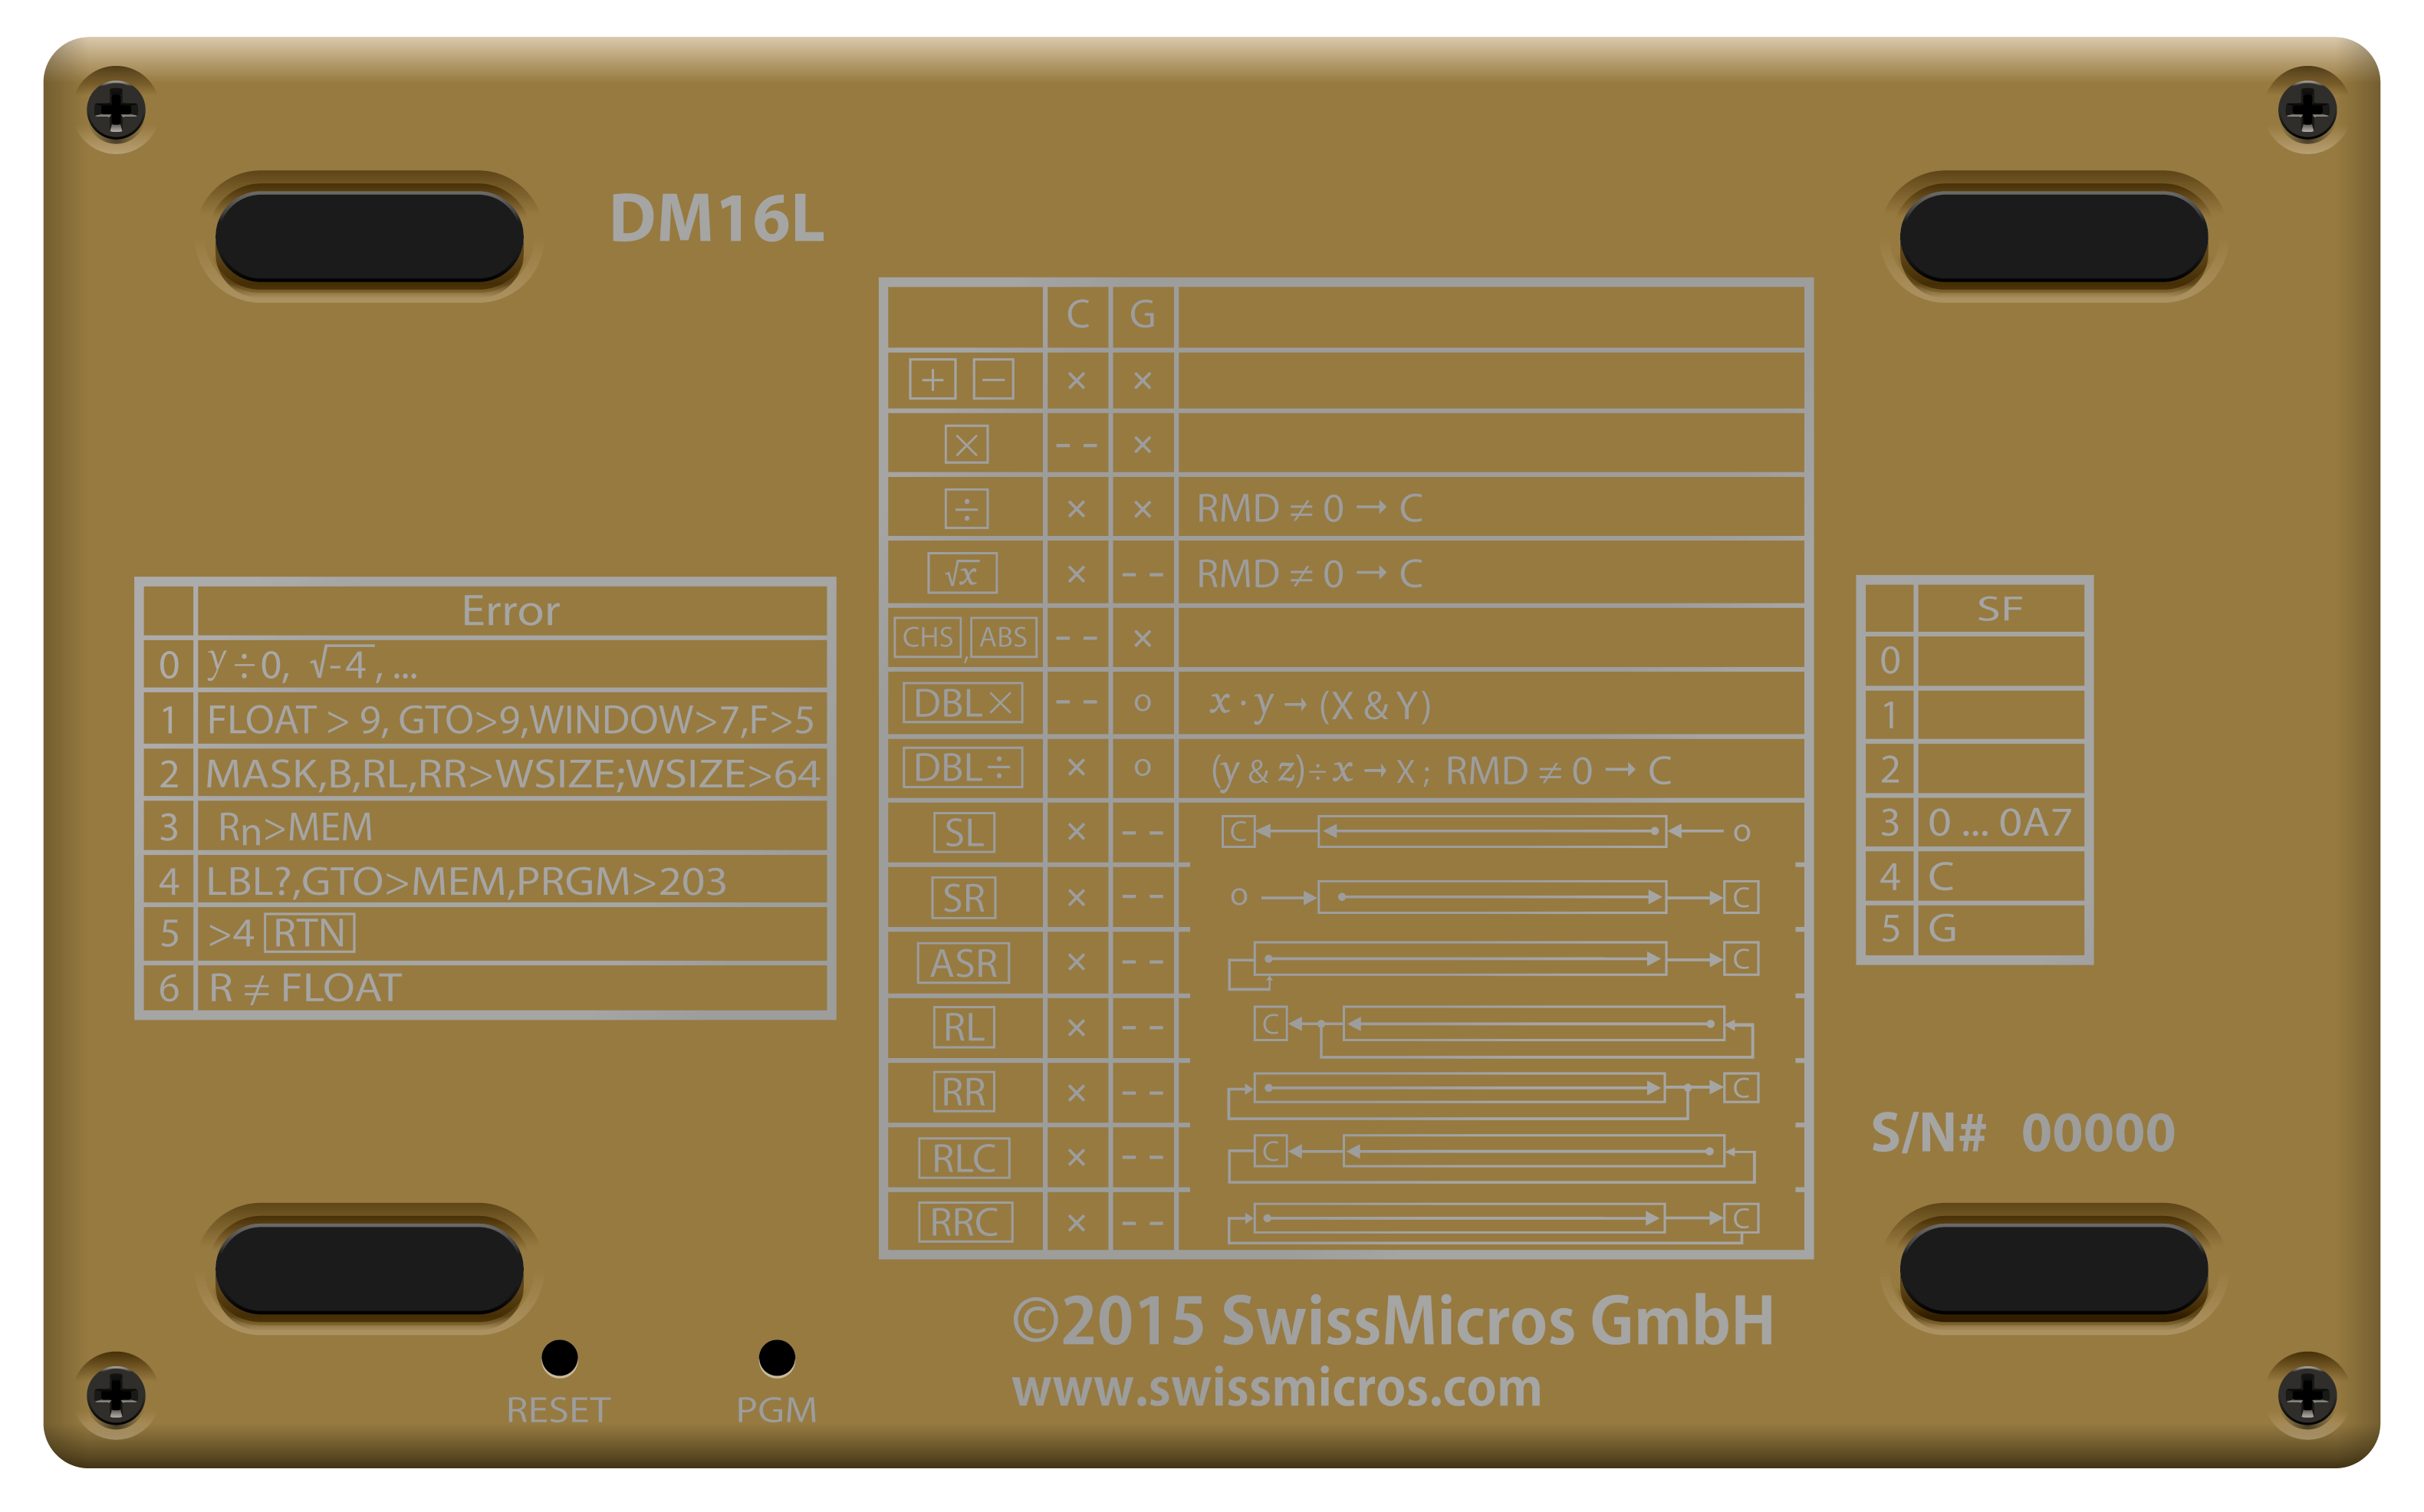 DM16L
Error
0 y ÷ 0, √-4, ...
1 FLOAT > 9, GTO>9,WINDOW>7,F>5
2 MASK,B,RL,RR>WSIZE;WSIZE>64
3 Rn>MEM
4 LBL?,GTO>MEM,PRGM>203
5 >4 RTN
6 R ≠ FLOAT
C G
+ − × ×
× - - ×
÷ × × RMD ≠ 0 → C
√x × - - RMD ≠ 0 → C
CHS, ABS - - ×
DBL× - - o x · y → (X & Y)
DBL÷ × o (y & z) ÷ x → X ; RMD ≠ 0 → C
SL × - - C o
SR × - - o C
ASR × - - C
RL × - - C
RR × - - C
RLC × - - C
RRC × - - C
SF
0
1
2
3 0 ... 0A7
4 C
5 G
S/N# 00000
©2015 SwissMicros GmbH
www.swissmicros.com
RESET PGM